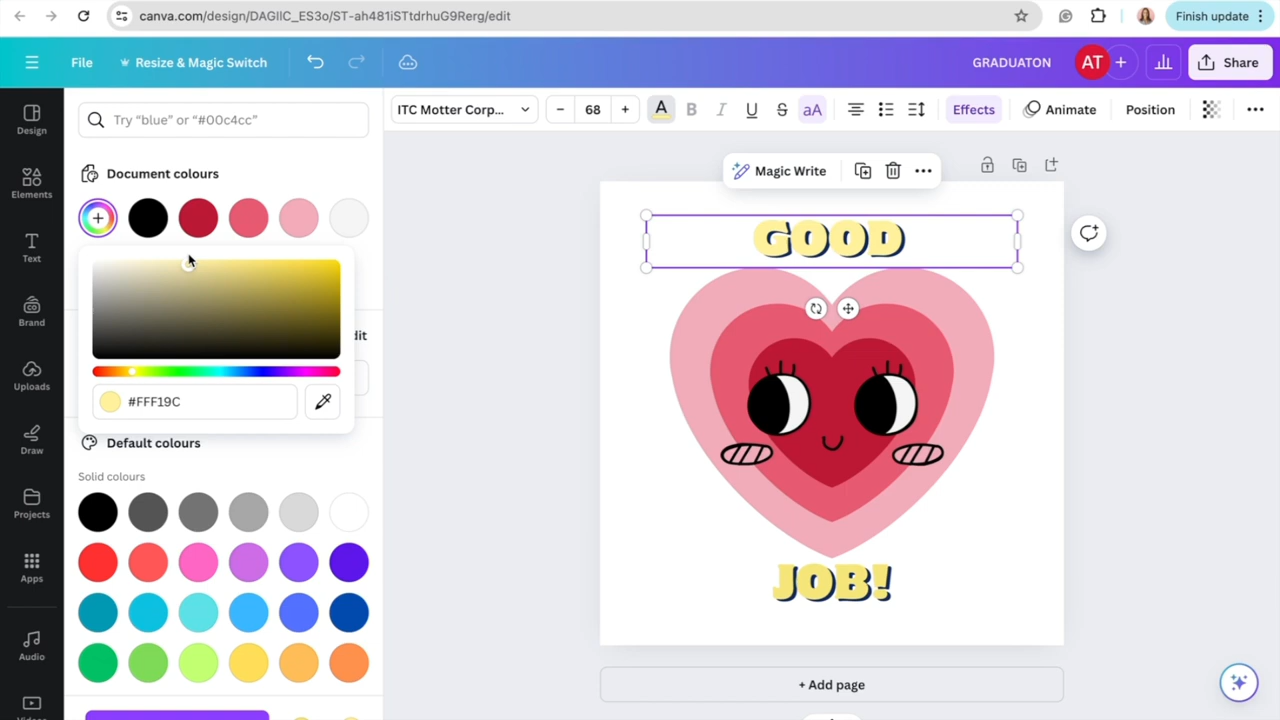 canva.com/design/DAGIIC_ES3o/ST-ah481iSTtdrhuG9Rerg/edit
Finish update
File
Resize & Magic Switch
GRADUATON
AT
Share
Design
Elements
Text
Brand
Uploads
Draw
Projects
Apps
Audio
Try “blue” or “#00c4cc”
Document colours
dit
#FFF19C
Default colours
Solid colours
ITC Motter Corp...
68
A
B
I
U
S
aA
Effects
Animate
Position
Magic Write
GOOD
JOB!
+ Add page